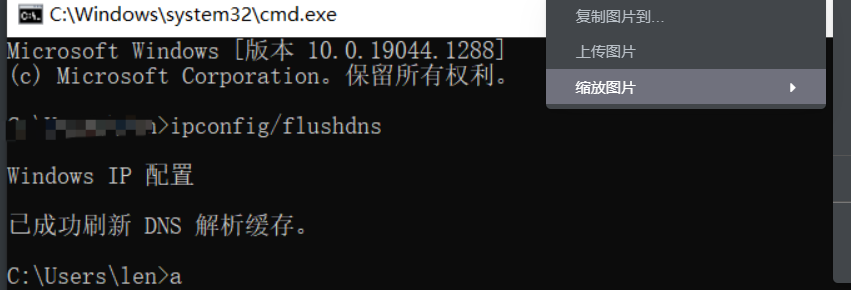 C:\Windows\system32\cmd.exe
Microsoft Windows [版本 10.0.19044.1288]
(c) Microsoft Corporation。保留所有权利。
>ipconfig/flushdns
Windows IP 配置
已成功刷新 DNS 解析缓存。
C:\Users\len>a
复制图片到...
上传图片
缩放图片